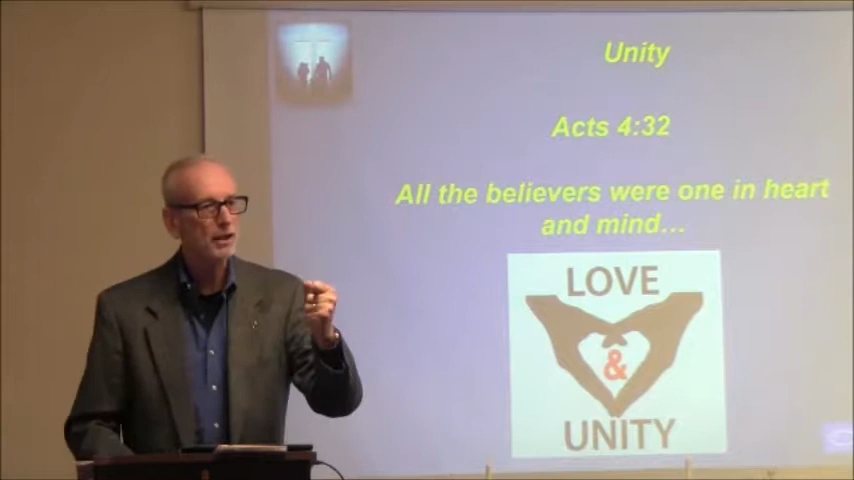 Unity
Acts 4:32
All the believers were one in heart
and mind...
LOVE
&
UNITY